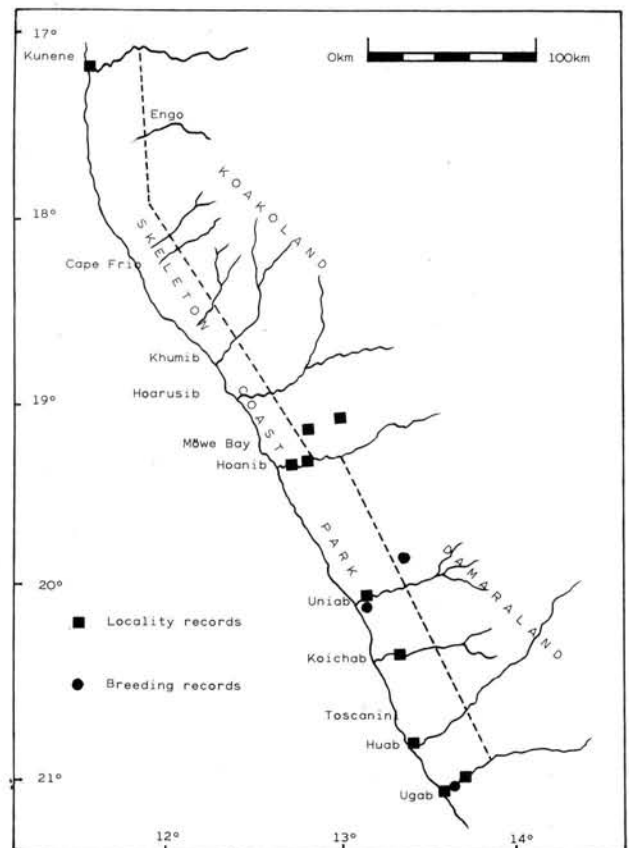 17°
Kunene
0km
100km
Engo
KOAKOLAND
18°
SKELETON
Cape Frio
Khumib
Hoarusib
19°
COAST
Möwe Bay
Hoanib
PARK
DAMARALAND
20°
Uniab
Locality records
Koichab
Breeding records
Toscanini
Huab
21°
Ugab
12°
13°
14°